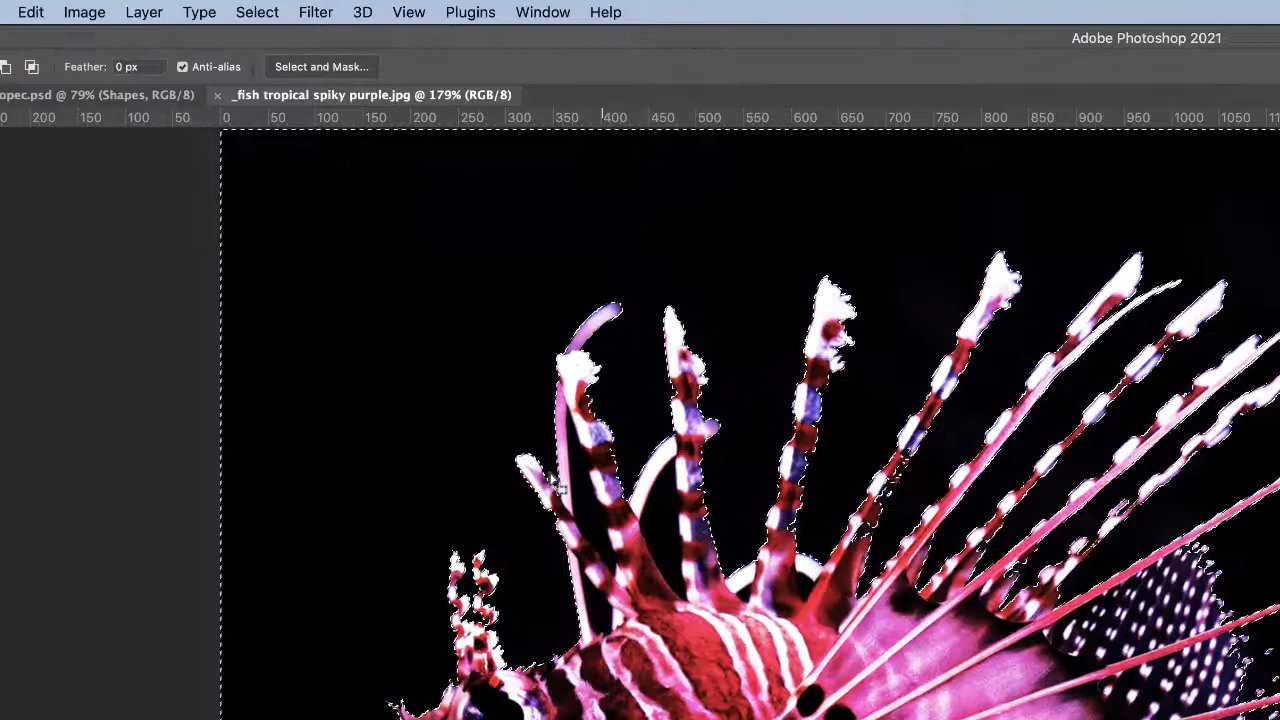 Edit Image Layer Type Select Filter 3D View Plugins Window Help
Adobe Photoshop 2021
Feather: 0 px Anti-alias Select and Mask...
opec.psd @ 79% (Shapes, RGB/8) × _fish tropical spiky purple.jpg @ 179% (RGB/8)
0 200 150 100 50 0 50 100 150 200 250 300 350 400 450 500 550 600 650 700 750 800 850 900 950 1000 1050 11